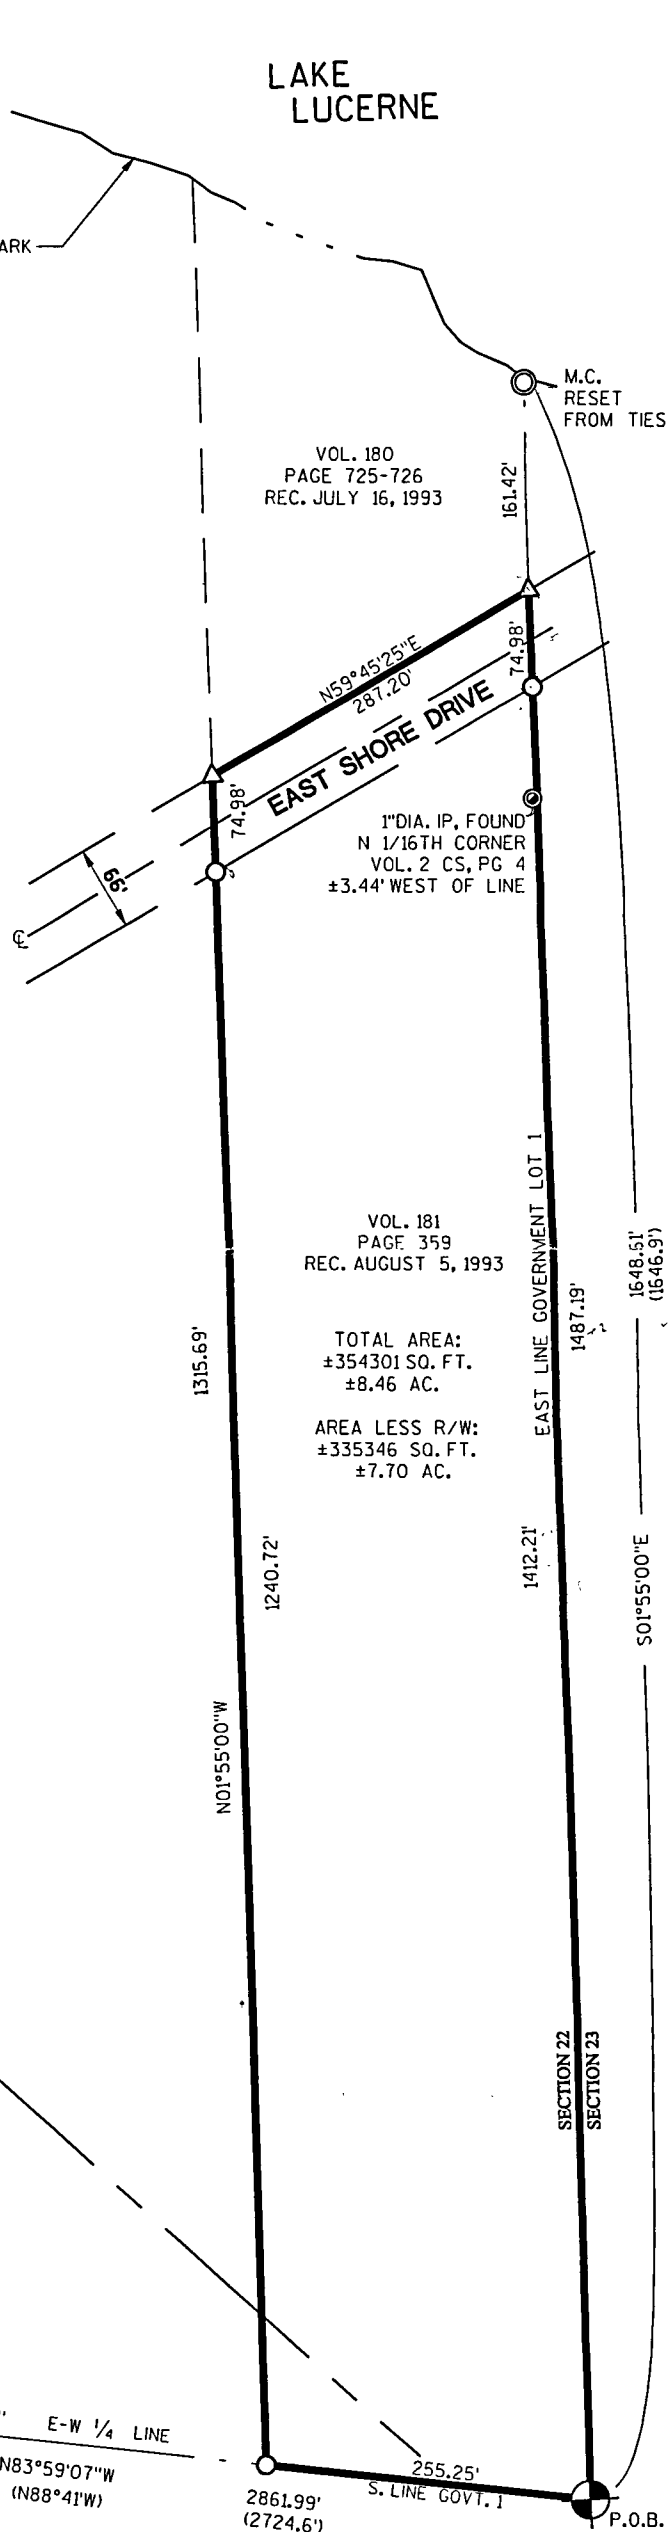 LAKE
LUCERNE
ARK
M.C.
RESET
FROM TIES
VOL. 180
PAGE 725-726
REC. JULY 16, 1993
161.42'
N59°45'25"E
287.20'
74.98'
EAST SHORE DRIVE
74.98'
66'
℄
1"DIA. IP, FOUND
N 1/16TH CORNER
VOL. 2 CS, PG 4
±3.44' WEST OF LINE
EAST LINE GOVERNMENT LOT 1
VOL. 181
PAGE 359
REC. AUGUST 5, 1993
1648.61'
(1646.9')
1487.19'
1315.69'
TOTAL AREA:
±354301 SQ. FT.
±8.46 AC.
AREA LESS R/W:
±335346 SQ. FT.
±7.70 AC.
1412.21'
1240.72'
S01°55'00"E
N01°55'00"W
SECTION 22
SECTION 23
" E-W 1/4 LINE
N83°59'07"W
(N88°41'W)
255.25'
S. LINE GOVT. 1
2861.99'
(2724.6')
P.O.B.